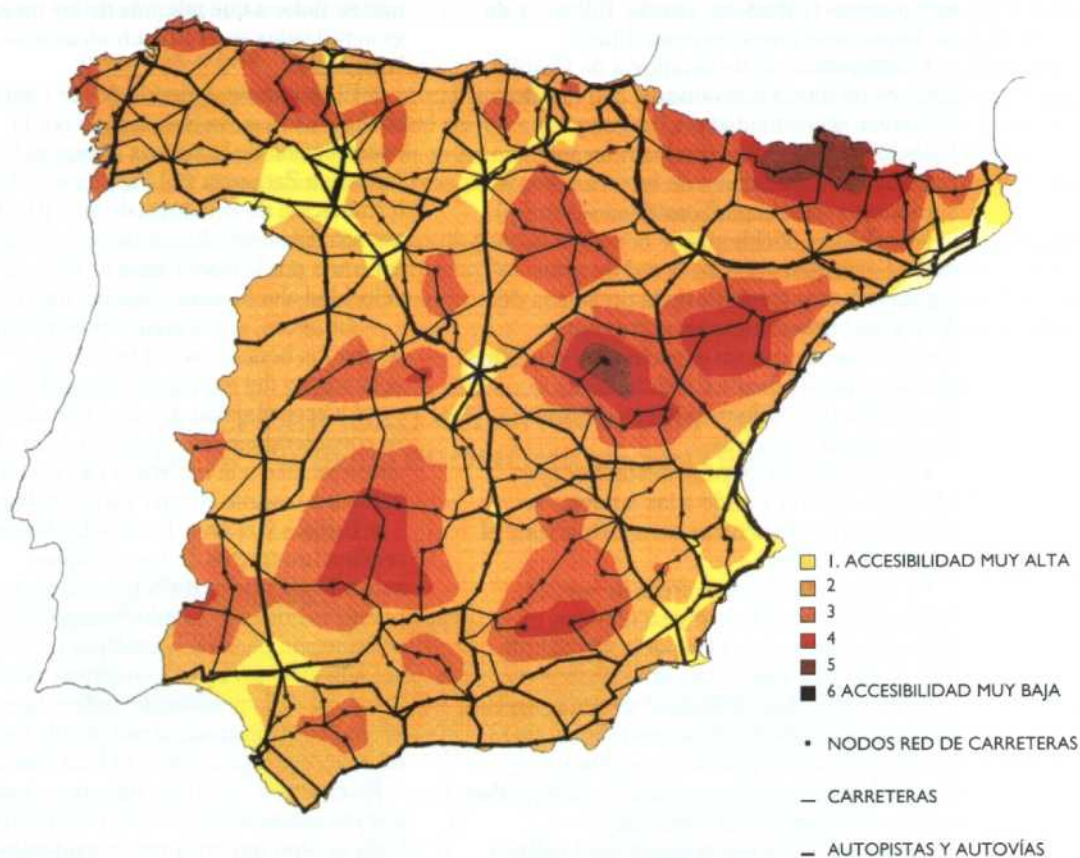 1. ACCESIBILIDAD MUY ALTA
2
3
4
5
6 ACCESIBILIDAD MUY BAJA
NODOS RED DE CARRETERAS
CARRETERAS
AUTOPISTAS Y AUTOVÍAS